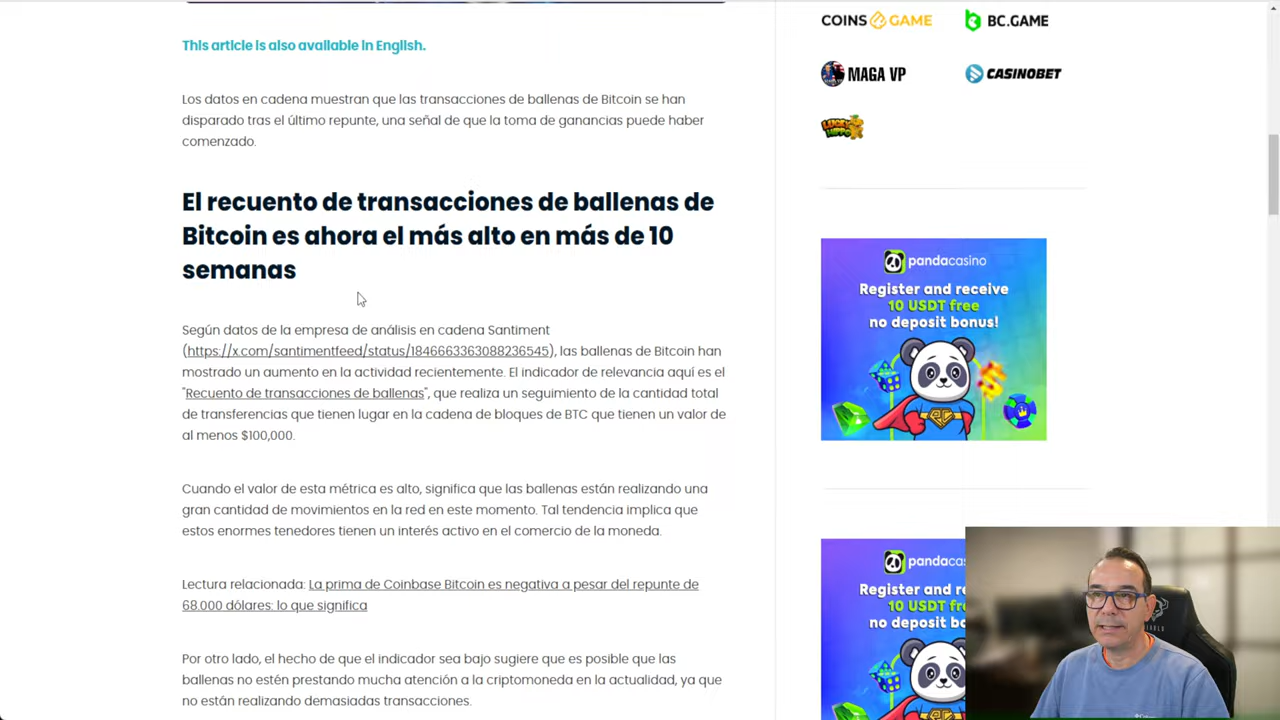 This article is also available in English.
Los datos en cadena muestran que las transacciones de ballenas de Bitcoin se han
disparado tras el último repunte, una señal de que la toma de ganancias puede haber
comenzado.
El recuento de transacciones de ballenas de
Bitcoin es ahora el más alto en más de 10
semanas
Según datos de la empresa de análisis en cadena Santiment
(https://x.com/santimentfeed/status/1846663363088236545), las ballenas de Bitcoin han
mostrado un aumento en la actividad recientemente. El indicador de relevancia aquí es el
"Recuento de transacciones de ballenas", que realiza un seguimiento de la cantidad total
de transferencias que tienen lugar en la cadena de bloques de BTC que tienen un valor de
al menos $100,000.
Cuando el valor de esta métrica es alto, significa que las ballenas están realizando una
gran cantidad de movimientos en la red en este momento. Tal tendencia implica que
estos enormes tenedores tienen un interés activo en el comercio de la moneda.
Lectura relacionada: La prima de Coinbase Bitcoin es negativa a pesar del repunte de
68.000 dólares: lo que significa
Por otro lado, el hecho de que el indicador sea bajo sugiere que es posible que las
ballenas no estén prestando mucha atención a la criptomoneda en la actualidad, ya que
no están realizando demasiadas transacciones.
COINS GAME
BC.GAME
MAGA VP
CASINOBET
LUCKY
HIPPO
pandacasino
Register and receive
10 USDT free
no deposit bonus!
pandaca
Register and re
10 USDT fre
no deposit b